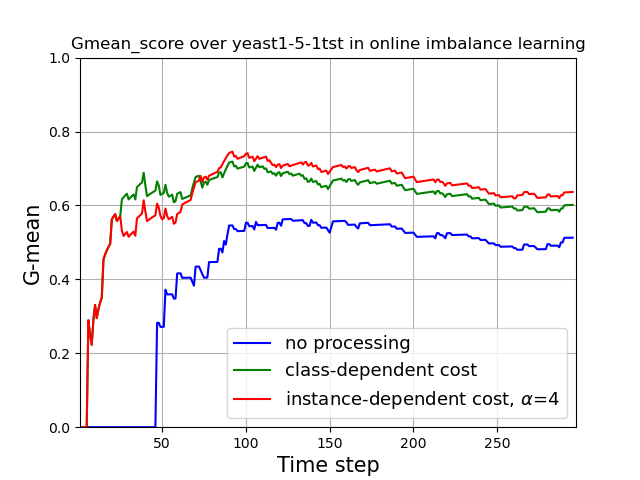 Gmean_score over yeast1-5-1tst in online imbalance learning
1.0
0.8
0.6
0.4
0.2
0.0
G-mean
no processing
class-dependent cost
instance-dependent cost, α=4
50 100 150 200 250
Time step